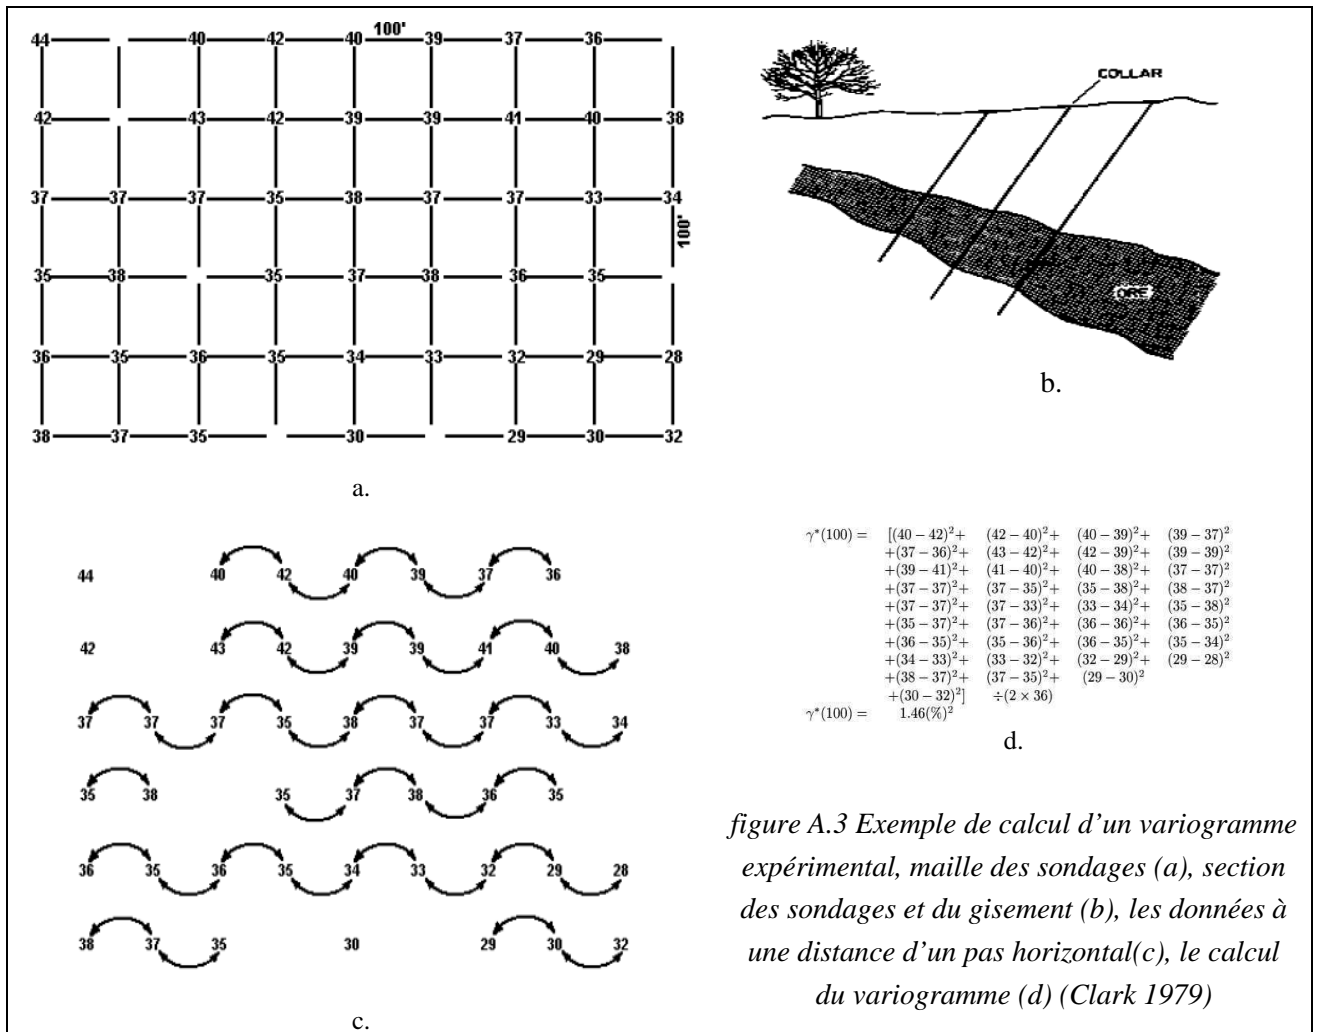 100'
44 40 42 40 39 37 36
42 43 42 39 39 41 40 38
37 37 37 35 38 37 37 33 34
100'
35 38 35 37 38 36 35
36 35 36 35 34 33 32 29 28
38 37 35 30 29 30 32
a.
COLLAR
ORE
b.
44 40 42 40 39 37 36
42 43 42 39 39 41 40 38
37 37 37 35 38 37 37 33 34
35 38 35 37 38 36 35
36 35 36 35 34 33 32 29 28
38 37 35 30 29 30 32
c.
γ*(100) = [(40 − 42)²+ (42 − 40)²+ (40 − 39)²+ (39 − 37)²
+(37 − 36)²+ (43 − 42)²+ (42 − 39)²+ (39 − 39)²
+(39 − 41)²+ (41 − 40)²+ (40 − 38)²+ (37 − 37)²
+(37 − 37)²+ (37 − 35)²+ (35 − 38)²+ (38 − 37)²
+(37 − 37)²+ (37 − 33)²+ (33 − 34)²+ (35 − 38)²
+(35 − 37)²+ (37 − 36)²+ (36 − 36)²+ (36 − 35)²
+(36 − 35)²+ (35 − 36)²+ (36 − 35)²+ (35 − 34)²
+(34 − 33)²+ (33 − 32)²+ (32 − 29)²+ (29 − 28)²
+(38 − 37)²+ (37 − 35)²+ (29 − 30)²
+(30 − 32)²] ÷(2 × 36)
γ*(100) = 1.46(%)²
d.
figure A.3 Exemple de calcul d'un variogramme
expérimental, maille des sondages (a), section
des sondages et du gisement (b), les données à
une distance d'un pas horizontal(c), le calcul
du variogramme (d) (Clark 1979)